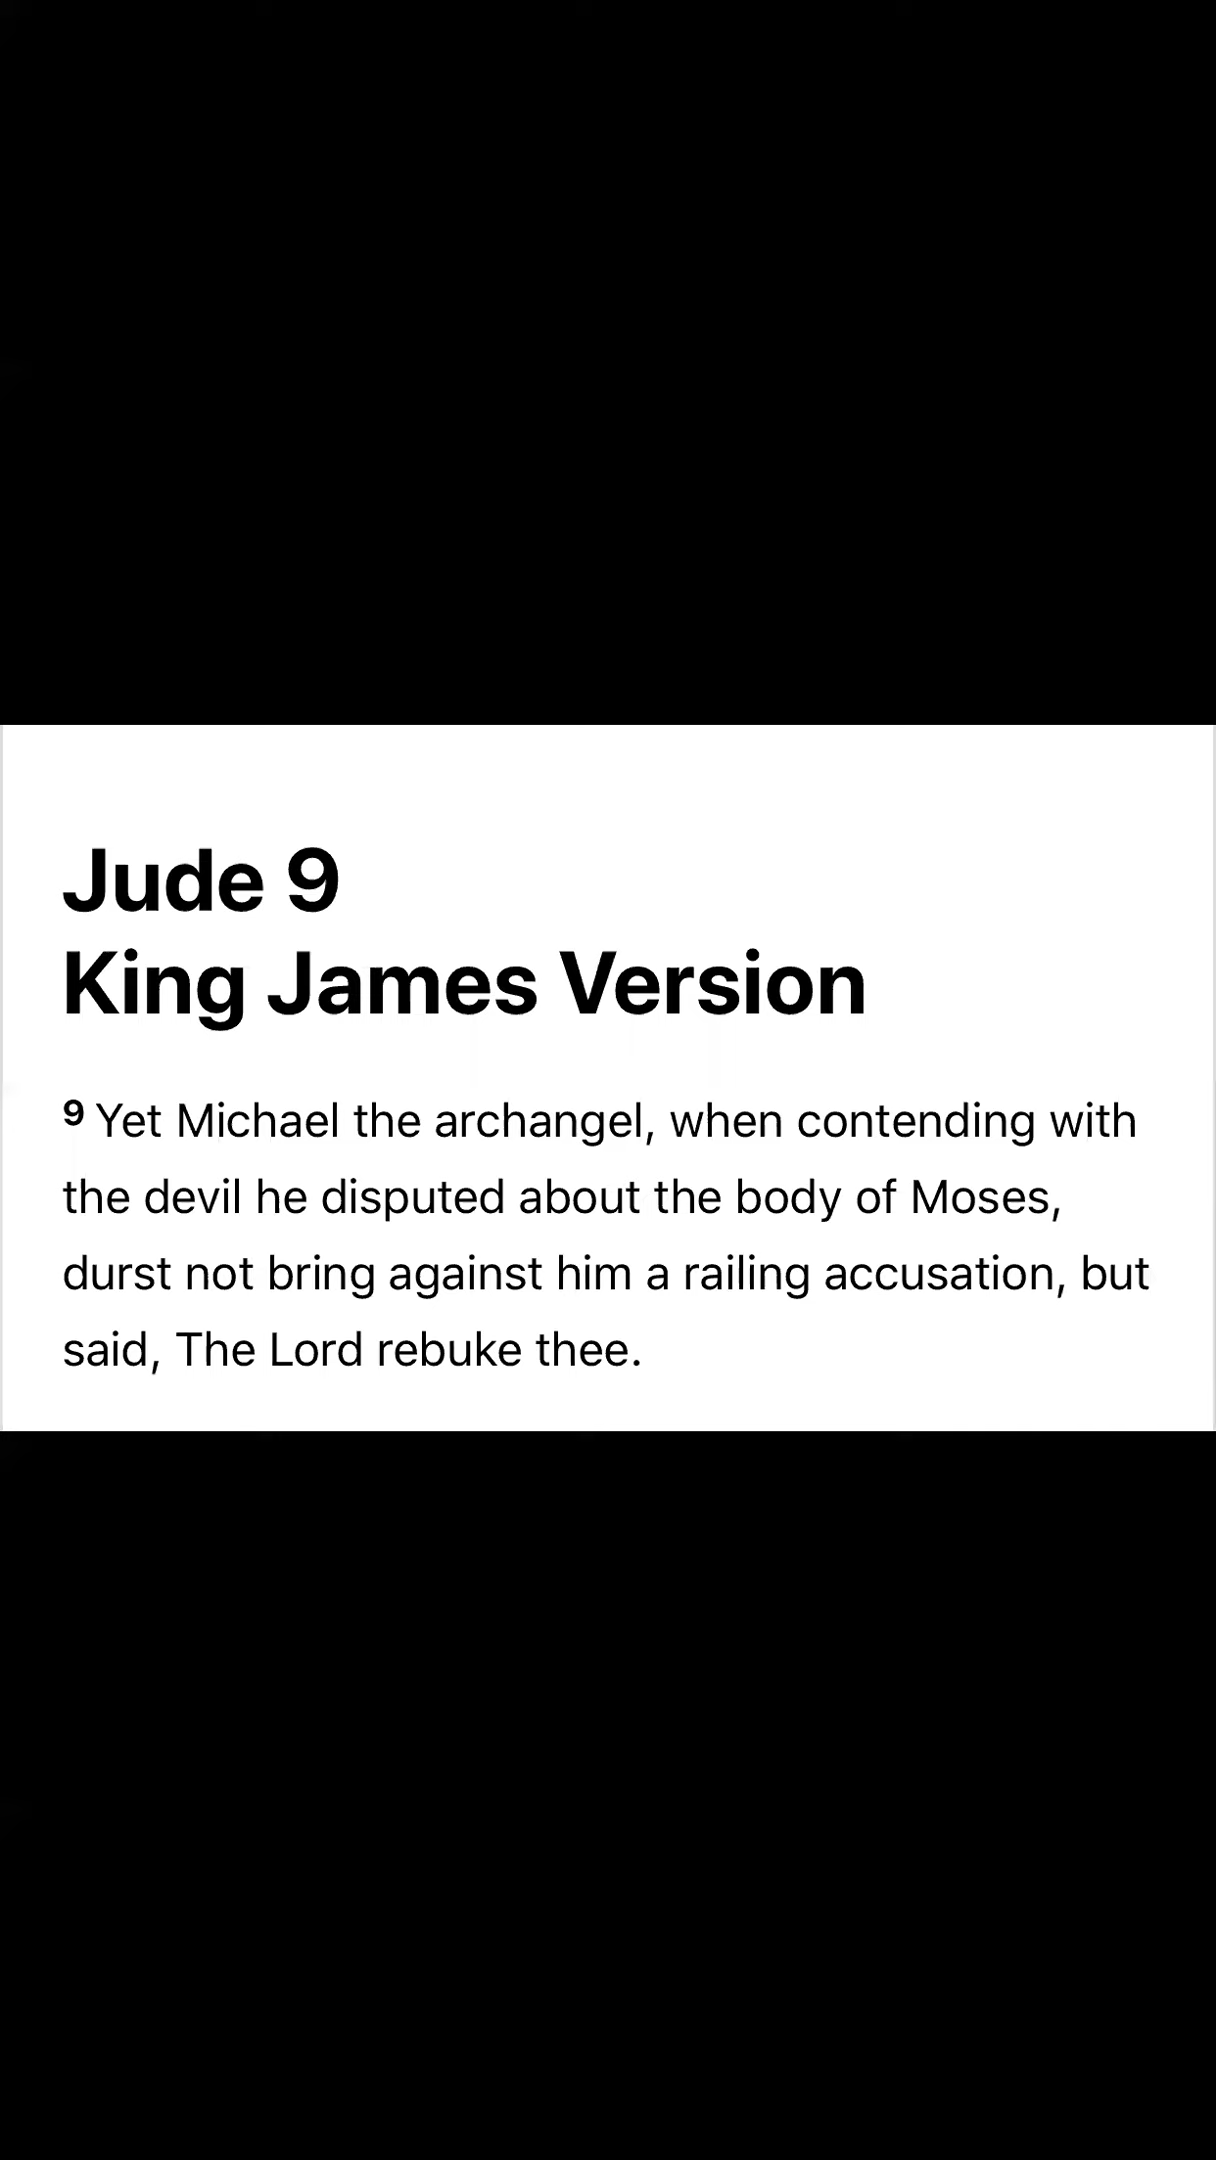 Jude 9
King James Version
9 Yet Michael the archangel, when contending with
the devil he disputed about the body of Moses,
durst not bring against him a railing accusation, but
said, The Lord rebuke thee.